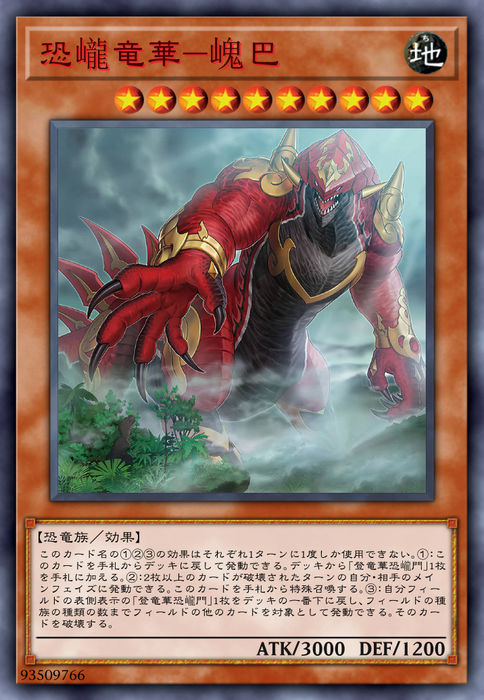 恐巄竜華－㟴巴
ち
地
【恐竜族／効果】
このカード名の①②③の効果はそれぞれ1ターンに1度しか使用できない。①：こ
のカードを手札からデッキに戻して発動できる。デッキから「登竜華恐巄門」1枚
を手札に加える。②：2枚以上のカードが破壊されたターンの自分・相手のメイ
ンフェイズに発動できる。このカードを手札から特殊召喚する。③：自分フィー
ルドの表側表示の「登竜華恐巄門」1枚をデッキの一番下に戻し、フィールドの種
族の種類の数までフィールドの他のカードを対象として発動できる。そのカー
ドを破壊する。
ATK/3000 DEF/1200
93509766